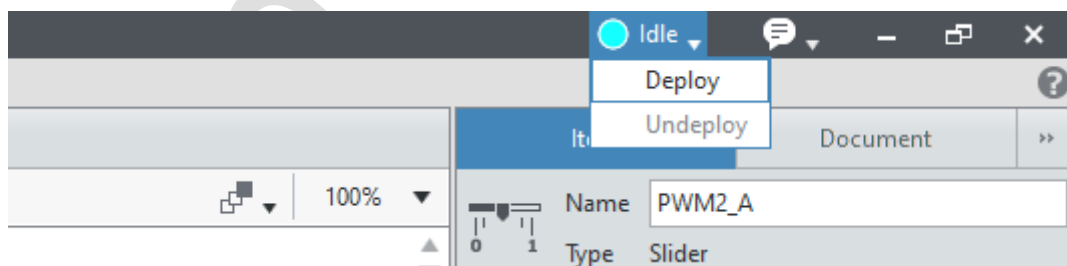 Idle
Deploy
Undeploy
Document
100%
Name PWM2_A
0 1
Type Slider